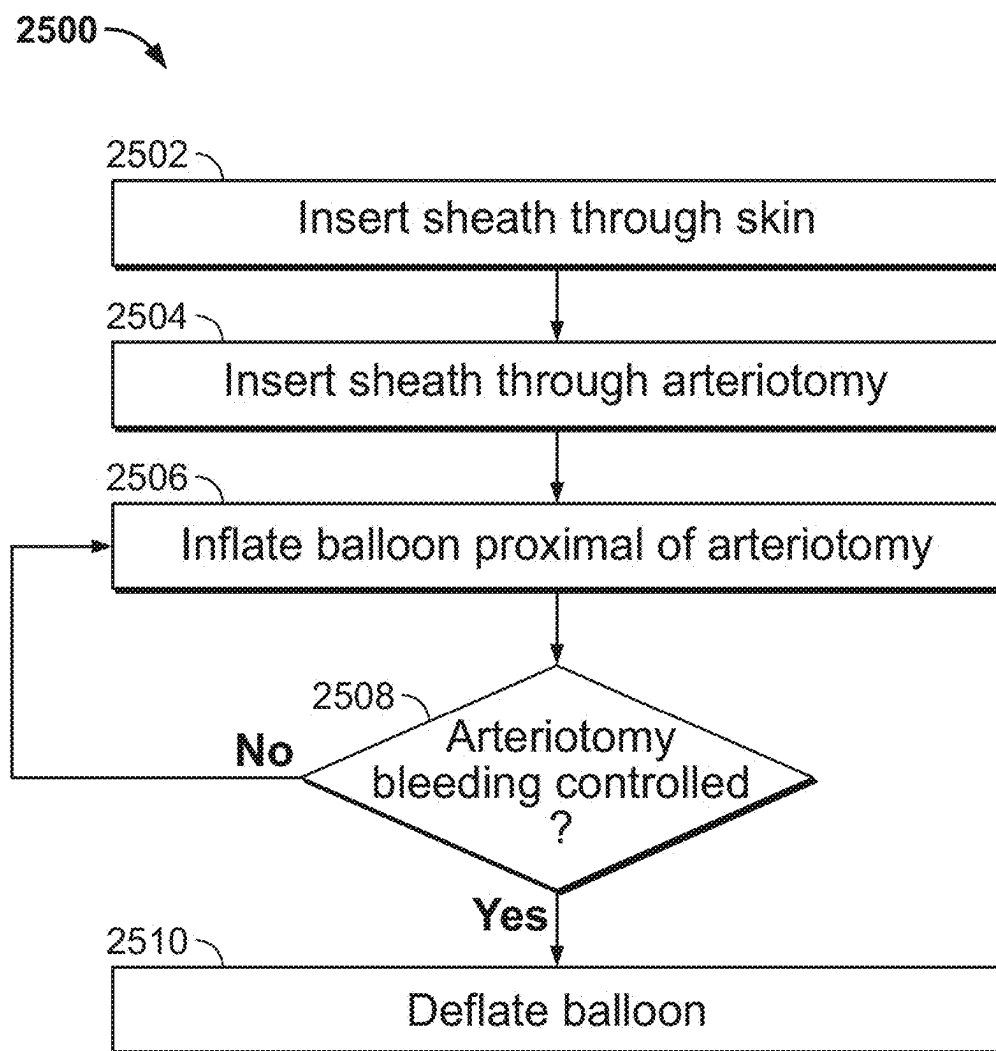 2500
2502
Insert sheath through skin
2504
Insert sheath through arteriotomy
2506
Inflate balloon proximal of arteriotomy
2508
Arteriotomy
bleeding controlled
?
No
Yes
2510
Deflate balloon